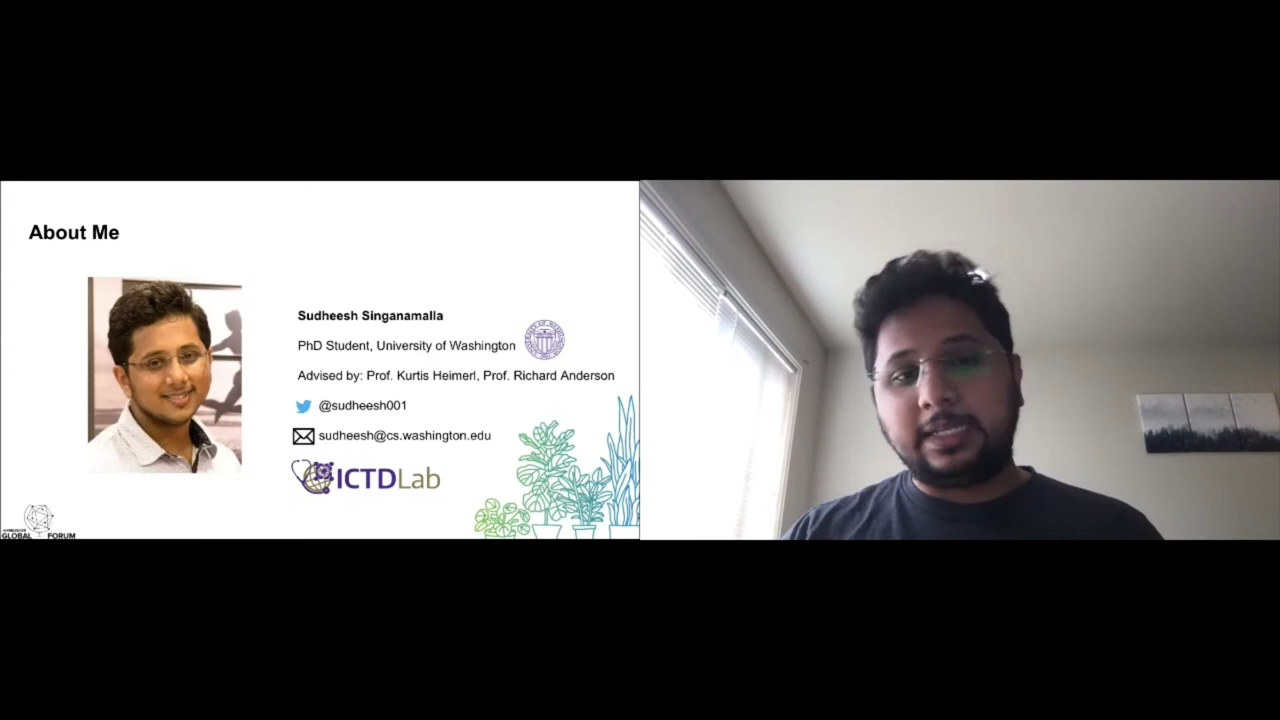 About Me
Sudheesh Singanamalla
PhD Student, University of Washington
Advised by: Prof. Kurtis Heimerl, Prof. Richard Anderson
@sudheesh001
sudheesh@cs.washington.edu
ICTDLab
GLOBAL FORUM